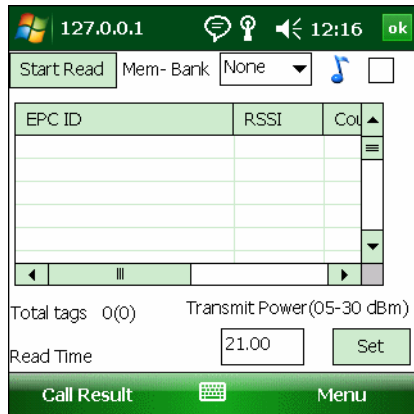 127.0.0.1 12:16 ok
Start Read Mem- Bank None
EPC ID RSSI Cou
Total tags 0(0) Transmit Power(05-30 dBm)
Read Time 21.00 Set
Call Result Menu